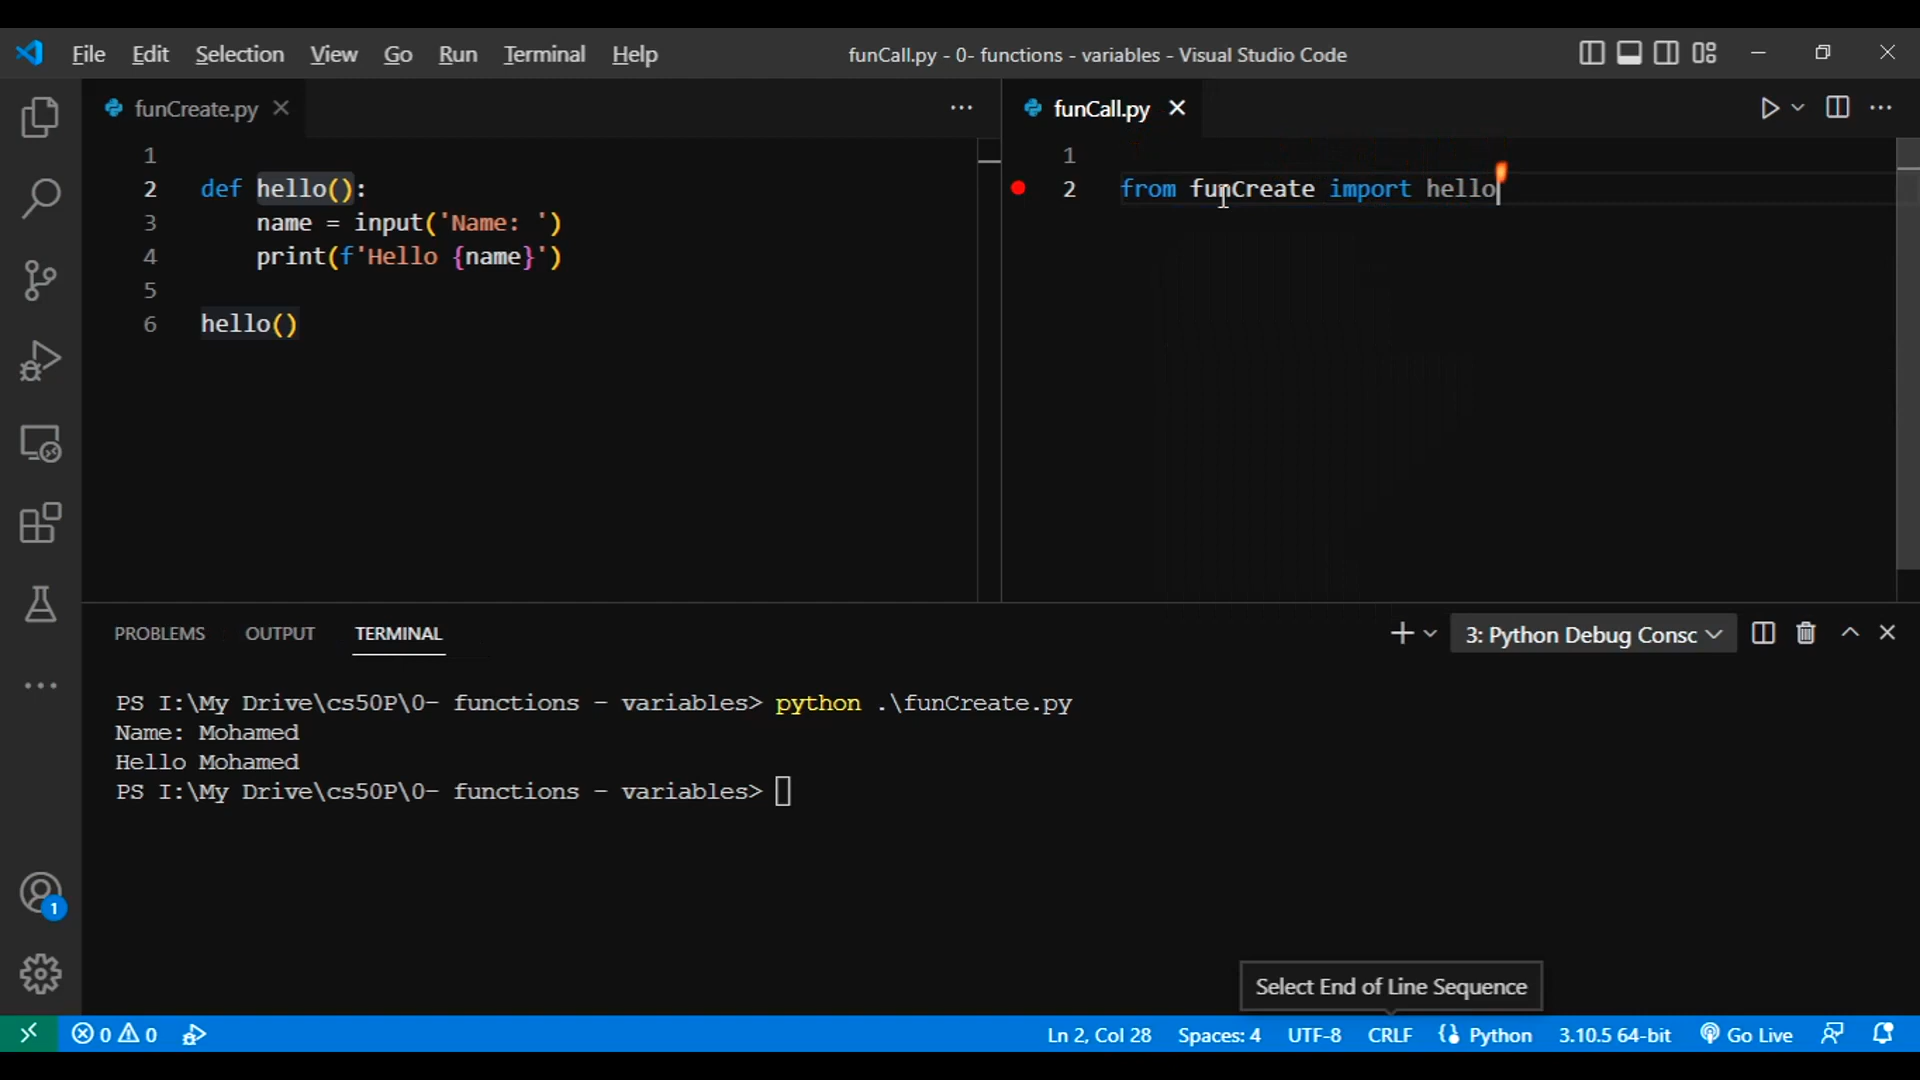 File Edit Selection View Go Run Terminal Help funCall.py - 0- functions - variables - Visual Studio Code
funCreate.py
1
2 def hello():
3 name = input('Name: ')
4 print(f'Hello {name}')
5
6 hello()
funCall.py
1
2 from funCreate import hello
PROBLEMS OUTPUT TERMINAL 3: Python Debug Consc
PS I:\My Drive\cs50P\0- functions - variables> python .\funCreate.py
Name: Mohamed
Hello Mohamed
PS I:\My Drive\cs50P\0- functions - variables>
1
Select End of Line Sequence
0 0 Ln 2, Col 28 Spaces: 4 UTF-8 CRLF Python 3.10.5 64-bit Go Live